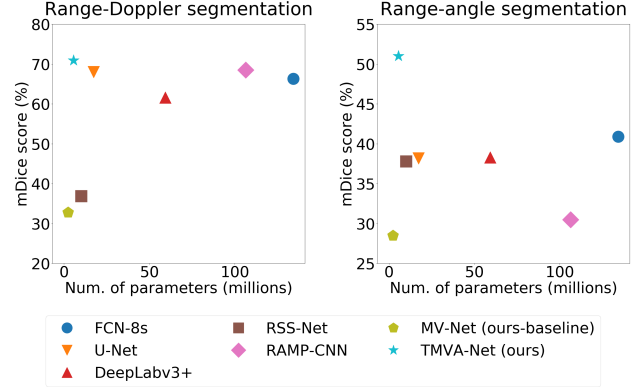 Range-Doppler segmentation
80
70
60
50
40
30
20
mDice score (%)
0 50 100
Num. of parameters (millions)
Range-angle segmentation
55
50
45
40
35
30
25
mDice score (%)
0 50 100
Num. of parameters (millions)
FCN-8s
U-Net
DeepLabv3+
RSS-Net
RAMP-CNN
MV-Net (ours-baseline)
TMVA-Net (ours)